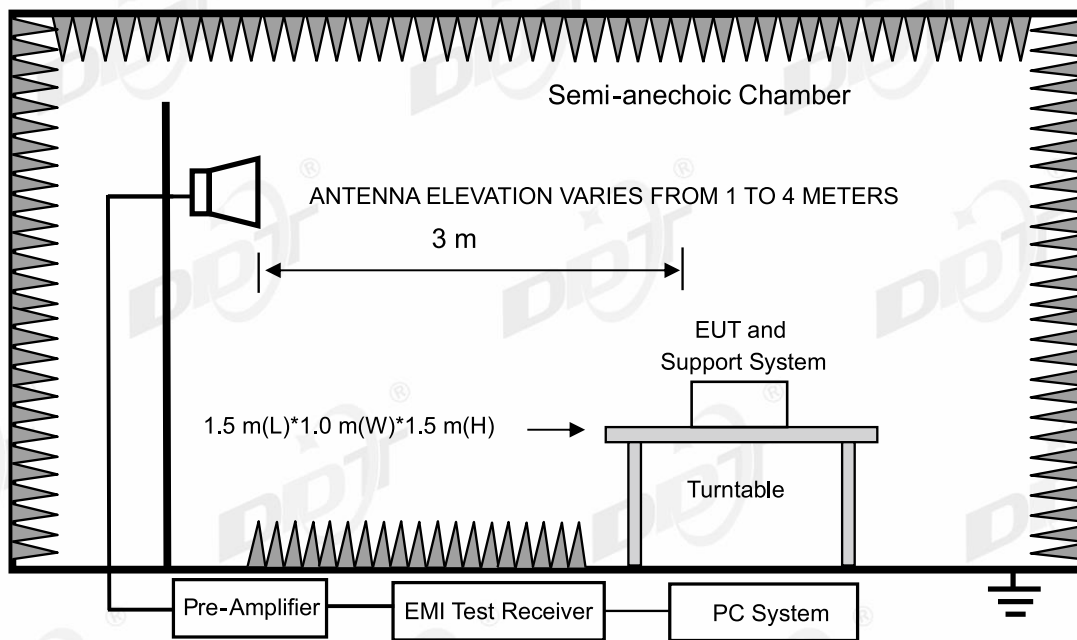 Semi-anechoic Chamber
ANTENNA ELEVATION VARIES FROM 1 TO 4 METERS
3 m
EUT and
Support System
1.5 m(L)*1.0 m(W)*1.5 m(H)
Turntable
Pre-Amplifier
EMI Test Receiver
PC System